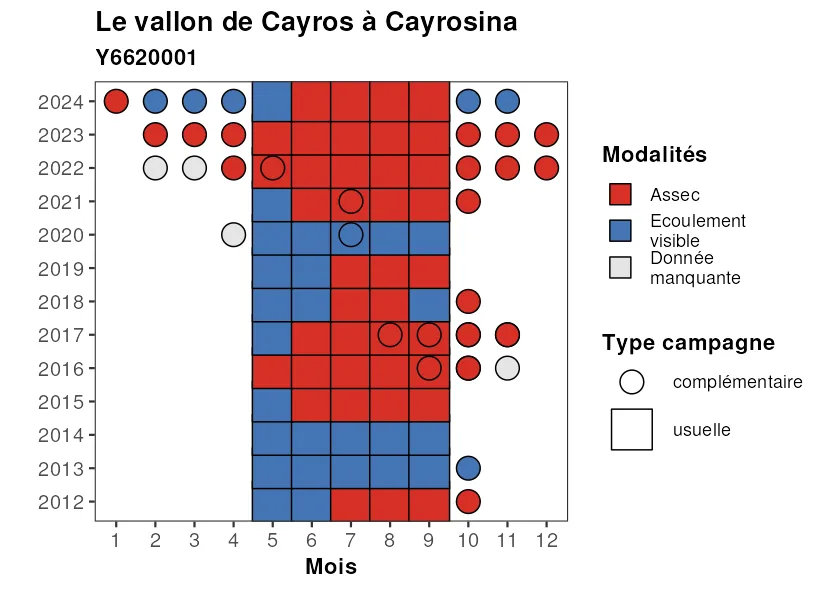 Le vallon de Cayros à Cayrosina
Y6620001
2024
2023
2022
2021
2020
2019
2018
2017
2016
2015
2014
2013
2012
1 2 3 4 5 6 7 8 9 10 11 12
Mois
Modalités
Assec
Ecoulement
visible
Donnée
manquante
Type campagne
complémentaire
usuelle